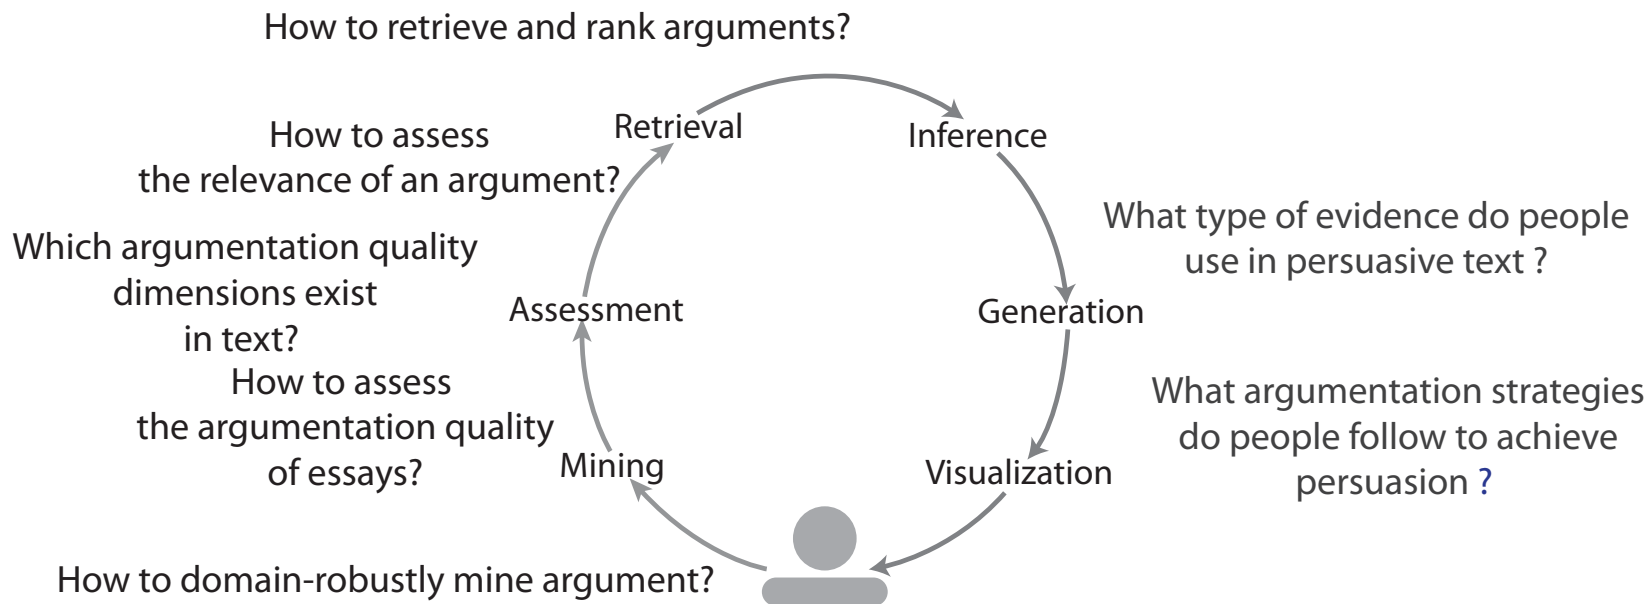 How to retrieve and rank arguments?
Retrieval
Inference
How to assess
the relevance of an argument?
What type of evidence do people
use in persuasive text ?
Which argumentation quality
dimensions exist
in text?
Assessment
Generation
How to assess
the argumentation quality
of essays?
What argumentation strategies
do people follow to achieve
persuasion ?
Mining
Visualization
How to domain-robustly mine argument?